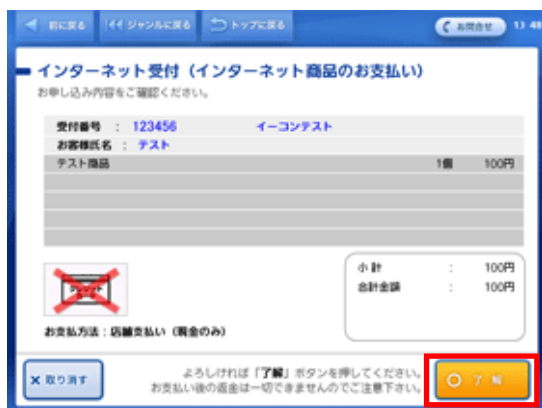 前に戻る ジャンルに戻る トップに戻る お問合せ 13 48
インターネット受付（インターネット商品のお支払い）
お申し込み内容をご確認ください。
受付番号 : 123456 イーコンテスト
お客様氏名 : テスト
テスト商品 1個 100円
小計 : 100円
合計金額 : 100円
お支払方法：店舗支払い（現金のみ）
× 取り消す
よろしければ「了解」ボタンを押してください。
お支払い後の返金は一切できませんのでご注意下さい。
○ 了解